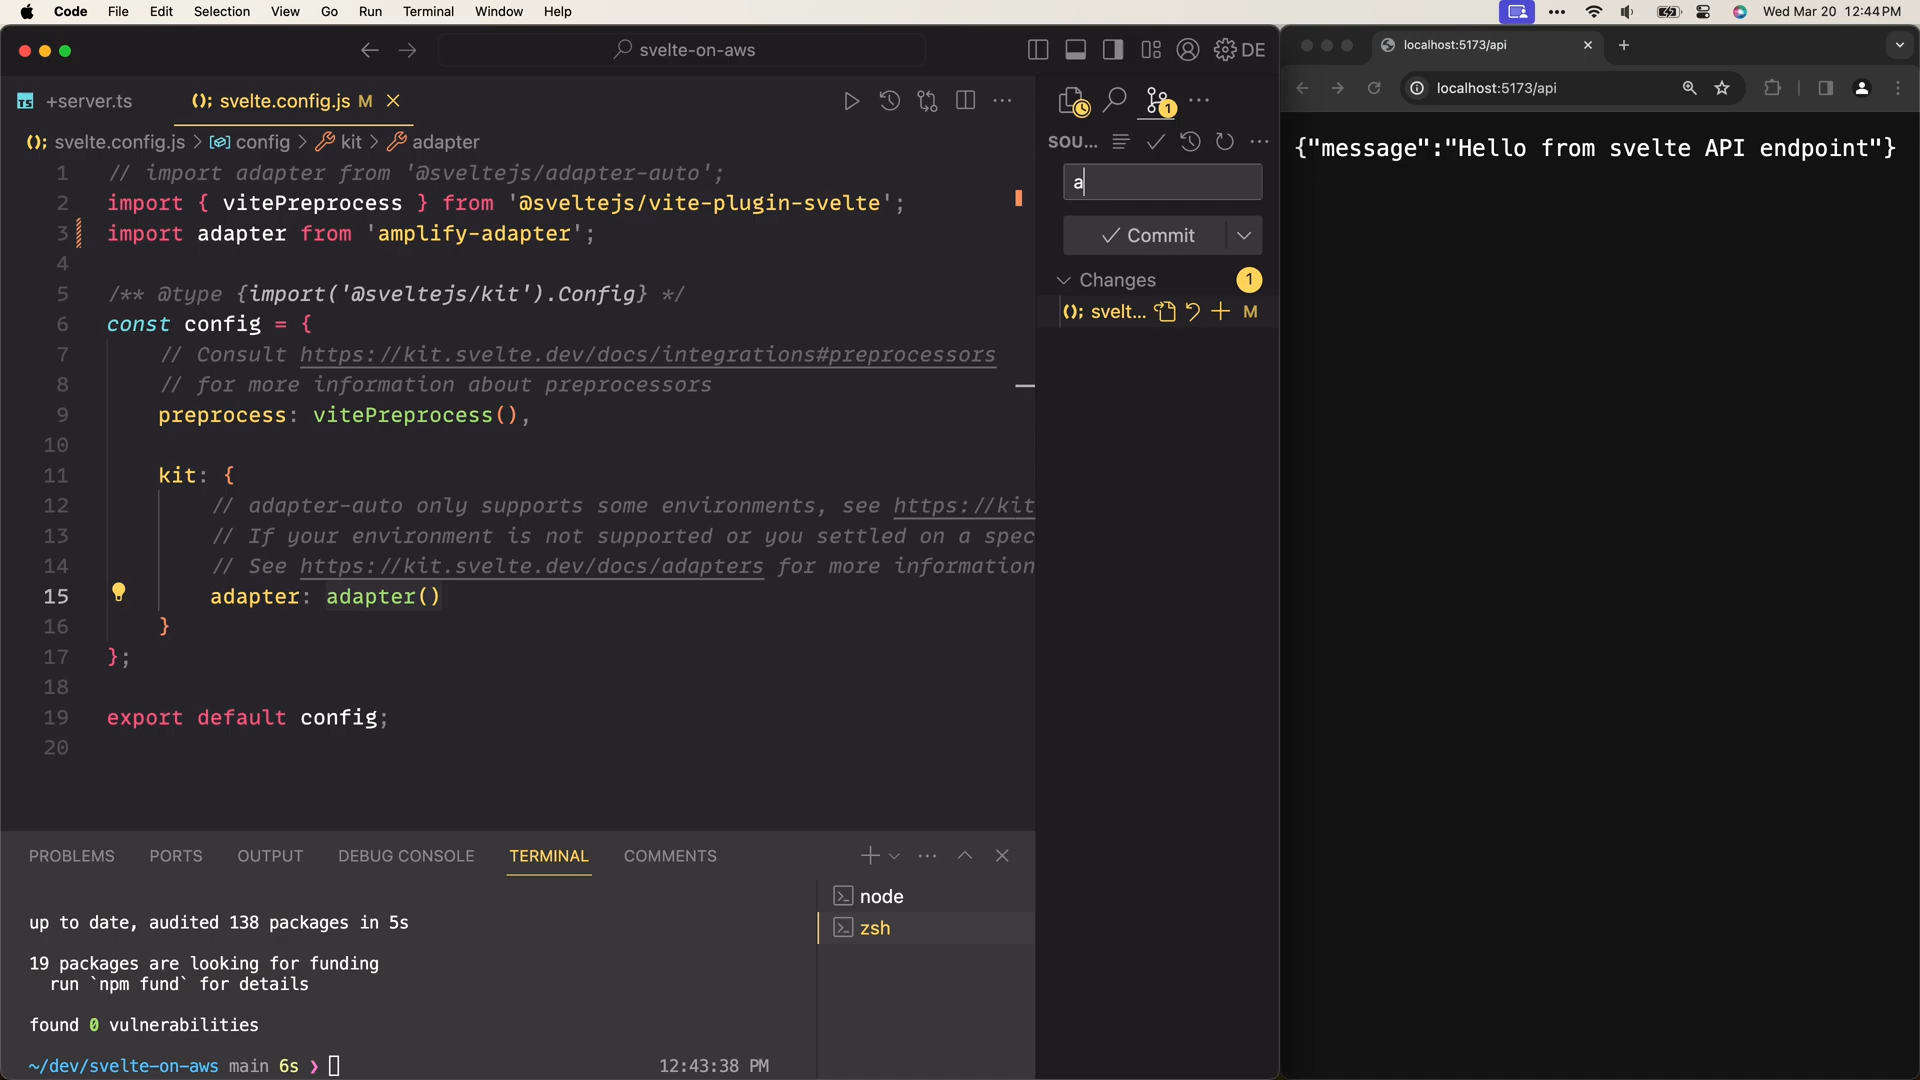 Code File Edit Selection View Go Run Terminal Window Help
Wed Mar 20 12:44 PM
svelte-on-aws
DE
localhost:5173/api
TS +server.ts
svelte.config.js M
localhost:5173/api
svelte.config.js > config > kit > adapter
SOU...
{"message":"Hello from svelte API endpoint"}
1 // import adapter from '@sveltejs/adapter-auto';
2 import { vitePreprocess } from '@sveltejs/vite-plugin-svelte';
3 import adapter from 'amplify-adapter';
4
5 /** @type {import('@sveltejs/kit').Config} */
6 const config = {
7 // Consult https://kit.svelte.dev/docs/integrations#preprocessors
8 // for more information about preprocessors
9 preprocess: vitePreprocess(),
10
11 kit: {
12 // adapter-auto only supports some environments, see https://kit
13 // If your environment is not supported or you settled on a spec
14 // See https://kit.svelte.dev/docs/adapters for more information
15 adapter: adapter()
16 }
17 };
18
19 export default config;
20
1
a
Commit
Changes 1
svelt... M
PROBLEMS PORTS OUTPUT DEBUG CONSOLE TERMINAL COMMENTS
node
zsh
up to date, audited 138 packages in 5s
19 packages are looking for funding
run `npm fund` for details
found 0 vulnerabilities
~/dev/svelte-on-aws main 6s ❯
12:43:38 PM